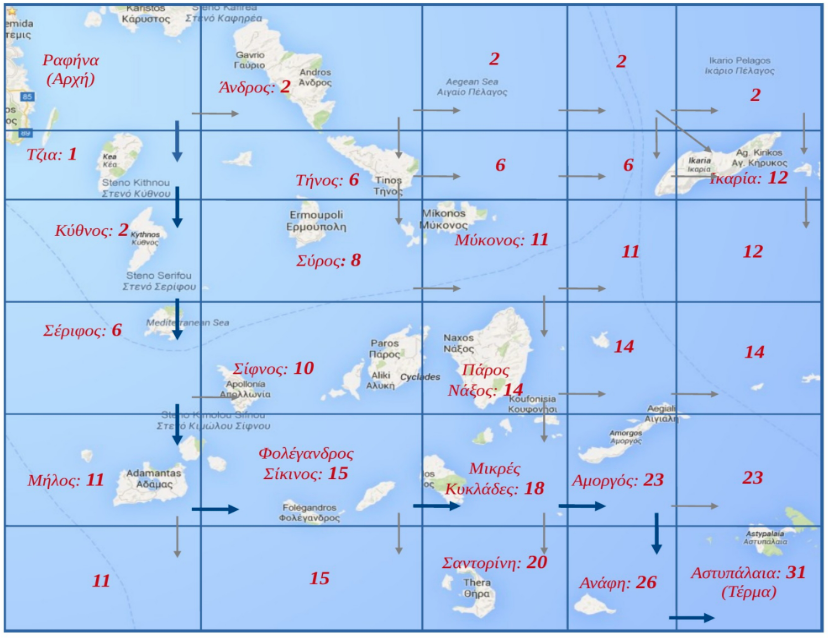 Karistos
Κάρυστος
Steno Kafirea
Στενό Καφηρέα
emida
τεμις
Ραφήνα
(Αρχή)
85
89
Gavrio
Γαύριο
Andros
Άνδρος
Άνδρος: 2
Aegean Sea
Αιγαίο Πέλαγος
2
2
Ikario Pelagos
Ικάριο Πέλαγος
2
Τζια: 1
Kea
Κέα
Steno Kithnou
Στενό Κύθνου
Τήνος: 6
Tinos
Τήνος
6
6
Ikaria
Ικαρία
Ag. Kirikos
Αγ. Κήρυκος
Ικαρία: 12
Κύθνος: 2
Kythnos
Κύθνος
Steno Serifou
Στενό Σερίφου
Ermoupoli
Ερμούπολη
Σύρος: 8
Mikonos
Μύκονος
Μύκονος: 11
11
12
Σέριφος: 6
Mediterranean Sea
Σίφνος: 10
Apollonia
Απολλωνία
Paros
Πάρος
Aliki
Αλυκή
Cyclades
Naxos
Νάξος
Πάρος
Νάξος: 14
Koufonisia
Κουφονήσι
14
14
Steno Kimolou Sifnou
Στενό Κιμώλου Σίφνου
Μήλος: 11
Adamantas
Αδάμας
Φολέγανδρος
Σίκινος: 15
Folegandros
Φολέγανδρος
ος
ος
Μικρές
Κυκλάδες: 18
Aegiali
Αιγιάλη
Amorgos
Αμοργός
Αμοργός: 23
23
11
15
Σαντορίνη: 20
Thera
Θήρα
Ανάφη: 26
Astypalaia
Αστυπάλαια
Αστυπάλαια: 31
(Τέρμα)